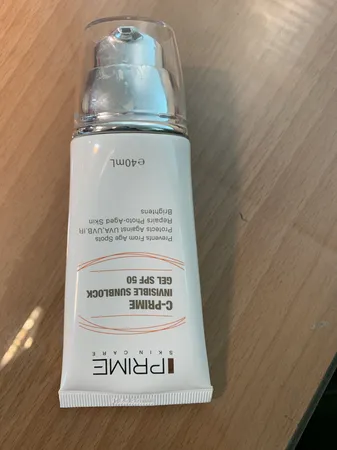 PRIME
SKIN CARE
C-PRIME
INVISIBLE SUNBLOCK
GEL SPF 50
Prevents From Age Spots
Protects Against UVA,UVB,IR
Repairs Photo-Aged Skin
Brightens
e40mL